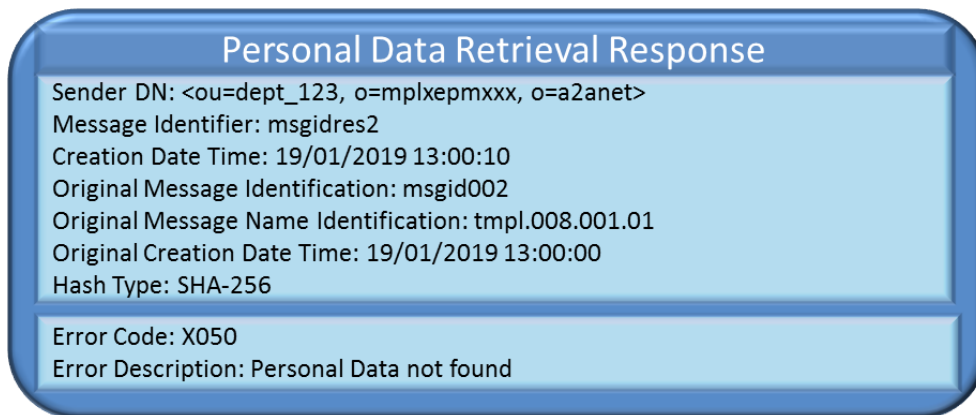 Personal Data Retrieval Response
Sender DN: <ou=dept_123, o=mplxepmxxx, o=a2anet>
Message Identifier: msgidres2
Creation Date Time: 19/01/2019 13:00:10
Original Message Identification: msgid002
Original Message Name Identification: tmpl.008.001.01
Original Creation Date Time: 19/01/2019 13:00:00
Hash Type: SHA-256
Error Code: X050
Error Description: Personal Data not found